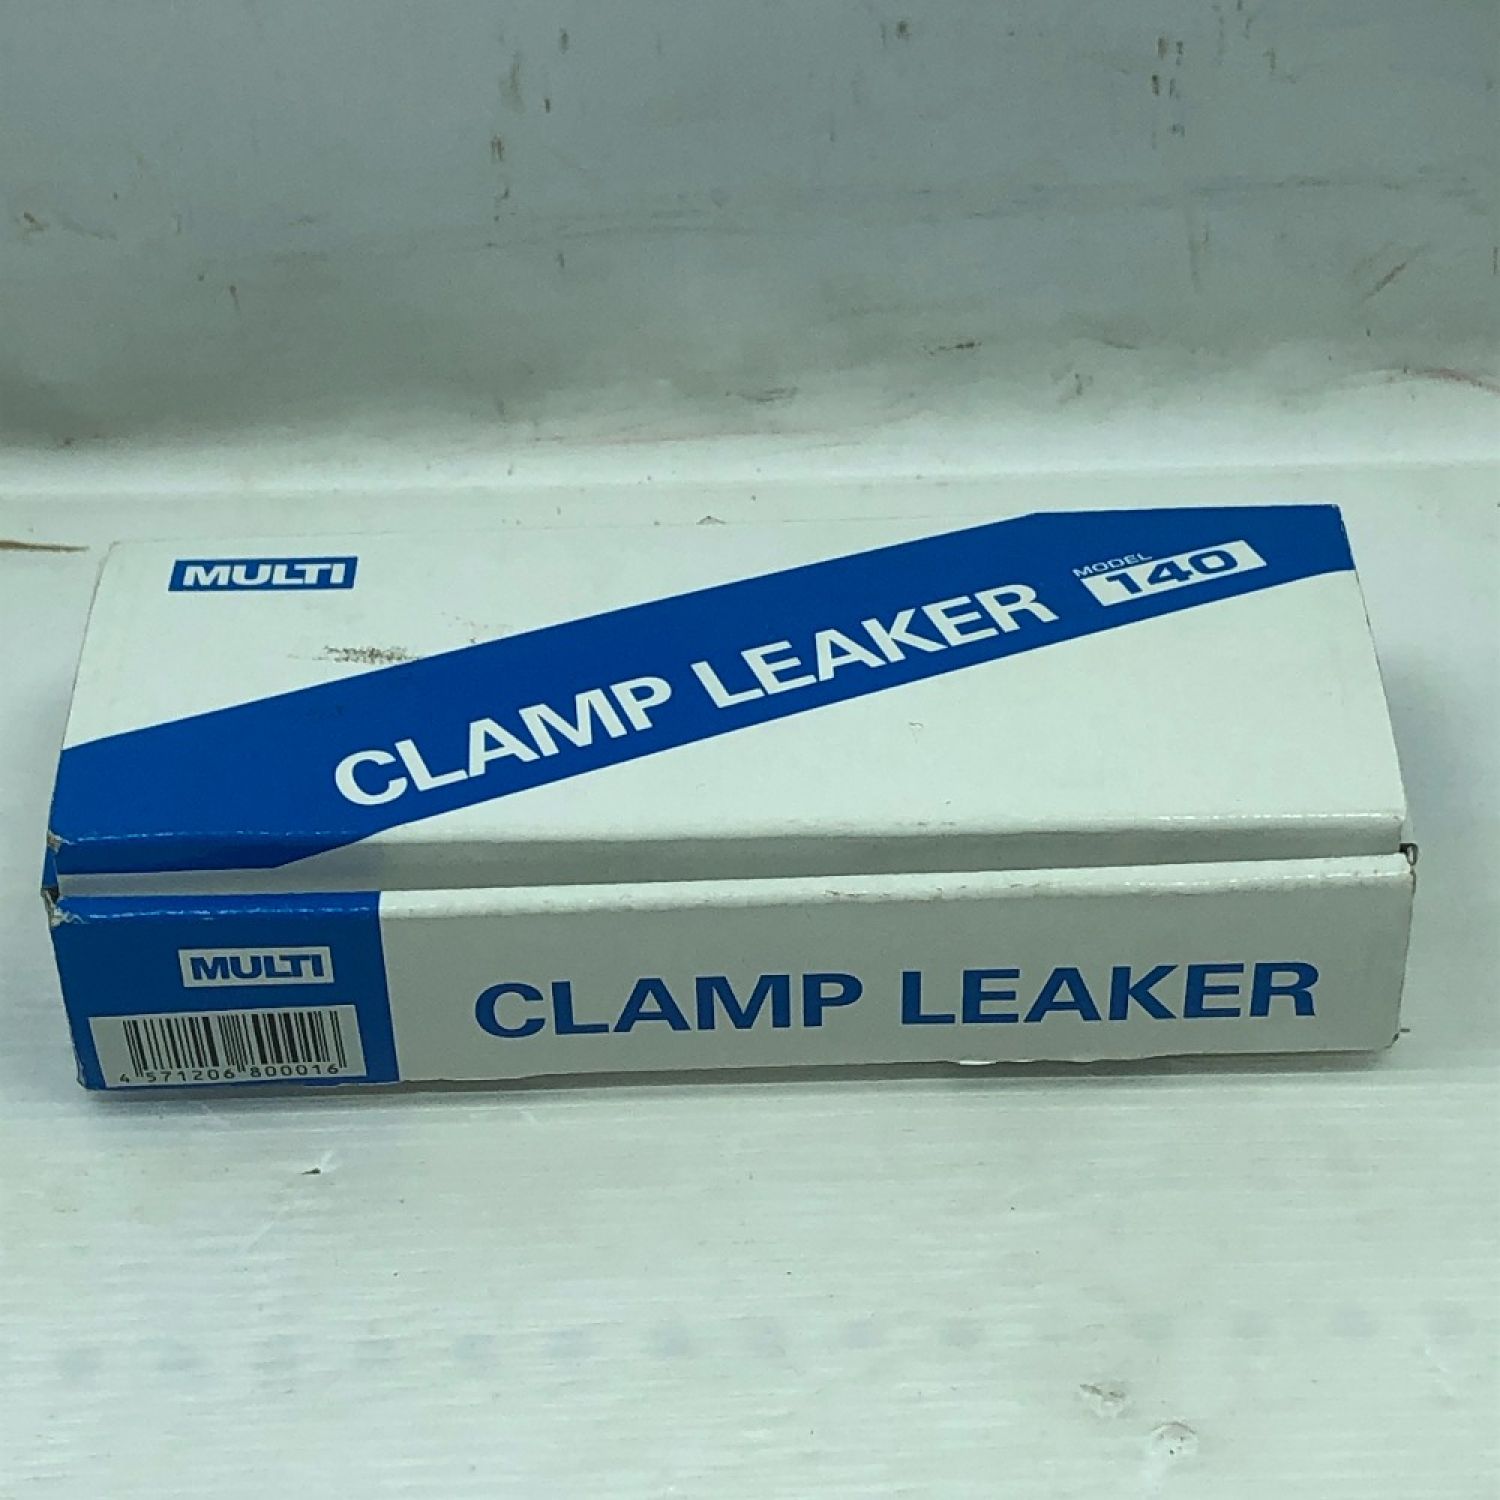 MULTI
CLAMP LEAKER
MODEL
140
MULTI
CLAMP LEAKER
4 571206 800016